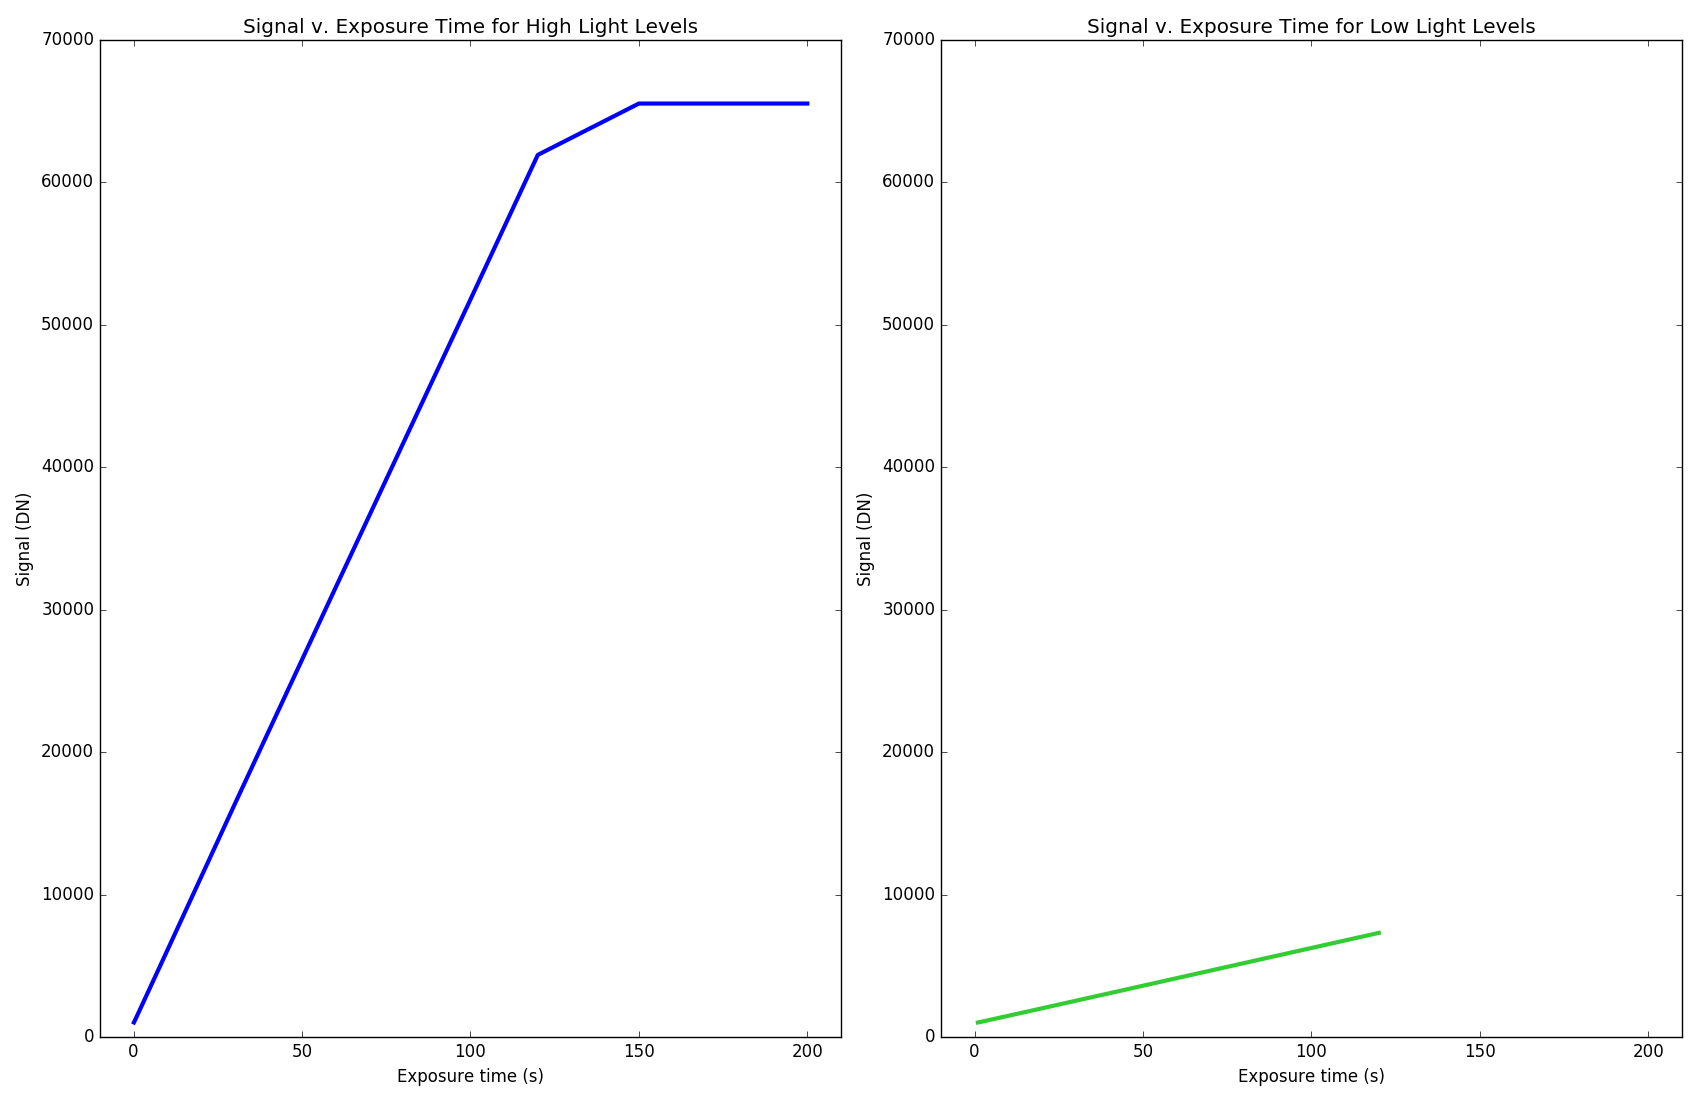 Signal v. Exposure Time for High Light Levels
70000
60000
50000
40000
30000
20000
10000
0
Signal (DN)
0 50 100 150 200
Exposure time (s)
Signal v. Exposure Time for Low Light Levels
70000
60000
50000
40000
30000
20000
10000
0
Signal (DN)
0 50 100 150 200
Exposure time (s)